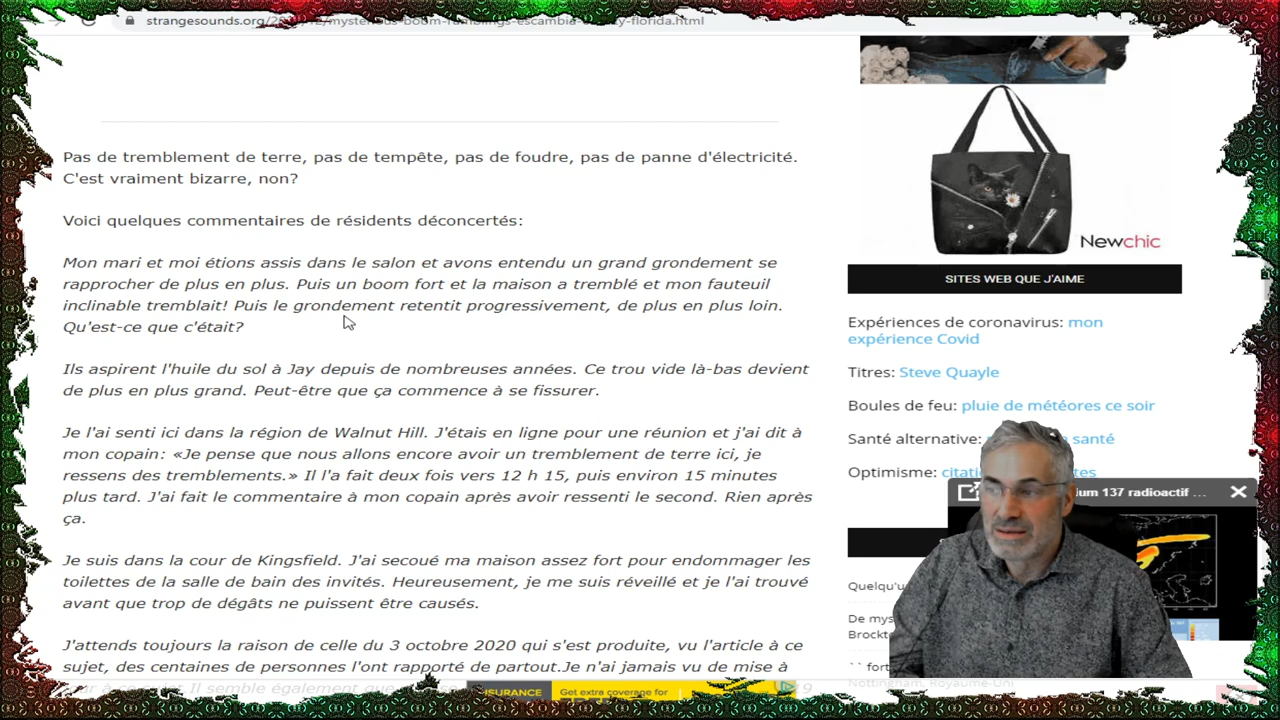 strangesounds.org/
Pas de tremblement de terre, pas de tempête, pas de foudre, pas de panne d'électricité.
C'est vraiment bizarre, non?
Voici quelques commentaires de résidents déconcertés:
Mon mari et moi étions assis dans le salon et avons entendu un grand grondement se
rapprocher de plus en plus. Puis un boom fort et la maison a tremblé et mon fauteuil
inclinable tremblait! Puis le grondement retentit progressivement, de plus en plus loin.
Qu'est-ce que c'était?
Ils aspirent l'huile du sol à Jay depuis de nombreuses années. Ce trou vide là-bas devient
de plus en plus grand. Peut-être que ça commence à se fissurer.
Je l'ai senti ici dans la région de Walnut Hill. J'étais en ligne pour une réunion et j'ai dit à
mon copain: «Je pense que nous allons encore avoir un tremblement de terre ici, je
ressens des tremblements.» Il l'a fait deux fois vers 12 h 15, puis environ 15 minutes
plus tard. J'ai fait le commentaire à mon copain après avoir ressenti le second. Rien après
ça.
Je suis dans la cour de Kingsfield. J'ai secoué ma maison assez fort pour endommager les
toilettes de la salle de bain des invités. Heureusement, je me suis réveillé et je l'ai trouvé
avant que trop de dégâts ne puissent être causés.
J'attends toujours la raison de celle du 3 octobre 2020 qui s'est produite, vu l'article à ce
sujet, des centaines de personnes l'ont rapporté de partout.Je n'ai jamais vu de mise à
Il semble également que
Newchic
SITES WEB QUE J'AIME
Expériences de coronavirus: mon
expérience Covid
Titres: Steve Quayle
Boules de feu: pluie de météores ce soir
Santé alternative: santé
Optimisme:
137 radioactif ...
Quelqu'u
De mys
Brockto
`` fort
Nottingham, Royaume-Uni
Get extra coverage for